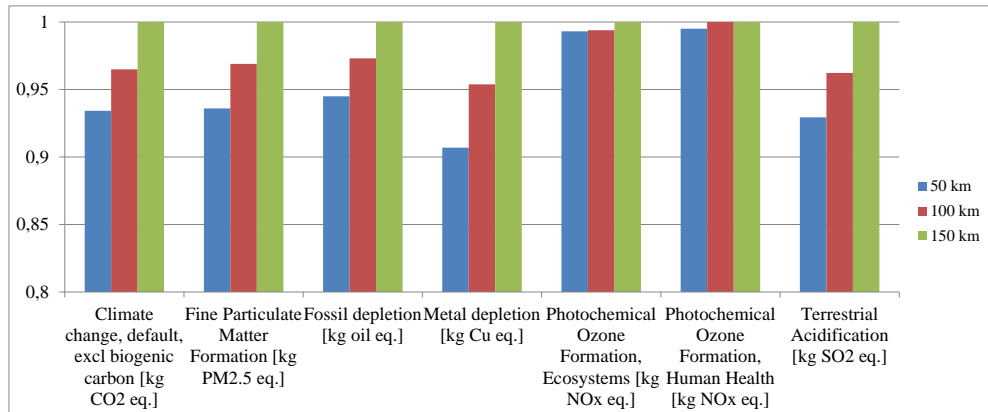 1
0,95
0,9
0,85
0,8
50 km
100 km
150 km
Climate
change, default,
excl biogenic
carbon [kg
CO2 eq.]
Fine Particulate
Matter
Formation [kg
PM2.5 eq.]
Fossil depletion
[kg oil eq.]
Metal depletion
[kg Cu eq.]
Photochemical
Ozone
Formation,
Ecosystems [kg
NOx eq.]
Photochemical
Ozone
Formation,
Human Health
[kg NOx eq.]
Terrestrial
Acidification
[kg SO2 eq.]